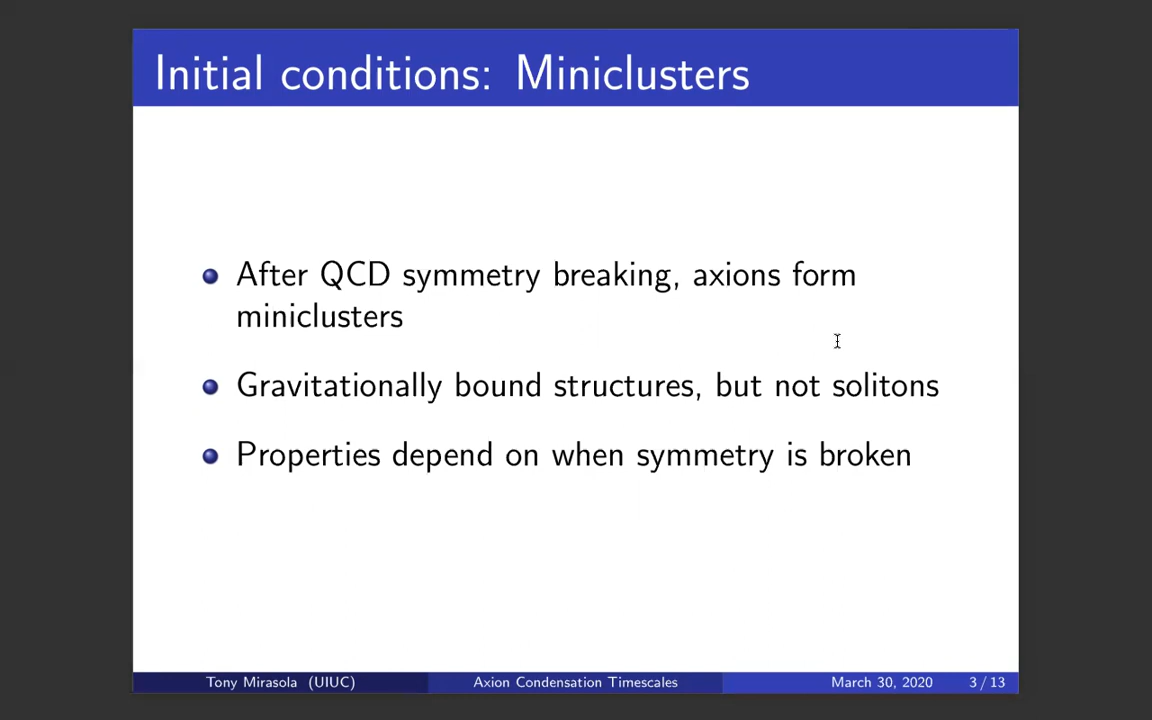 Initial conditions: Miniclusters
After QCD symmetry breaking, axions form
miniclusters
Gravitationally bound structures, but not solitons
Properties depend on when symmetry is broken
Tony Mirasola (UIUC) Axion Condensation Timescales March 30, 2020 3 / 13